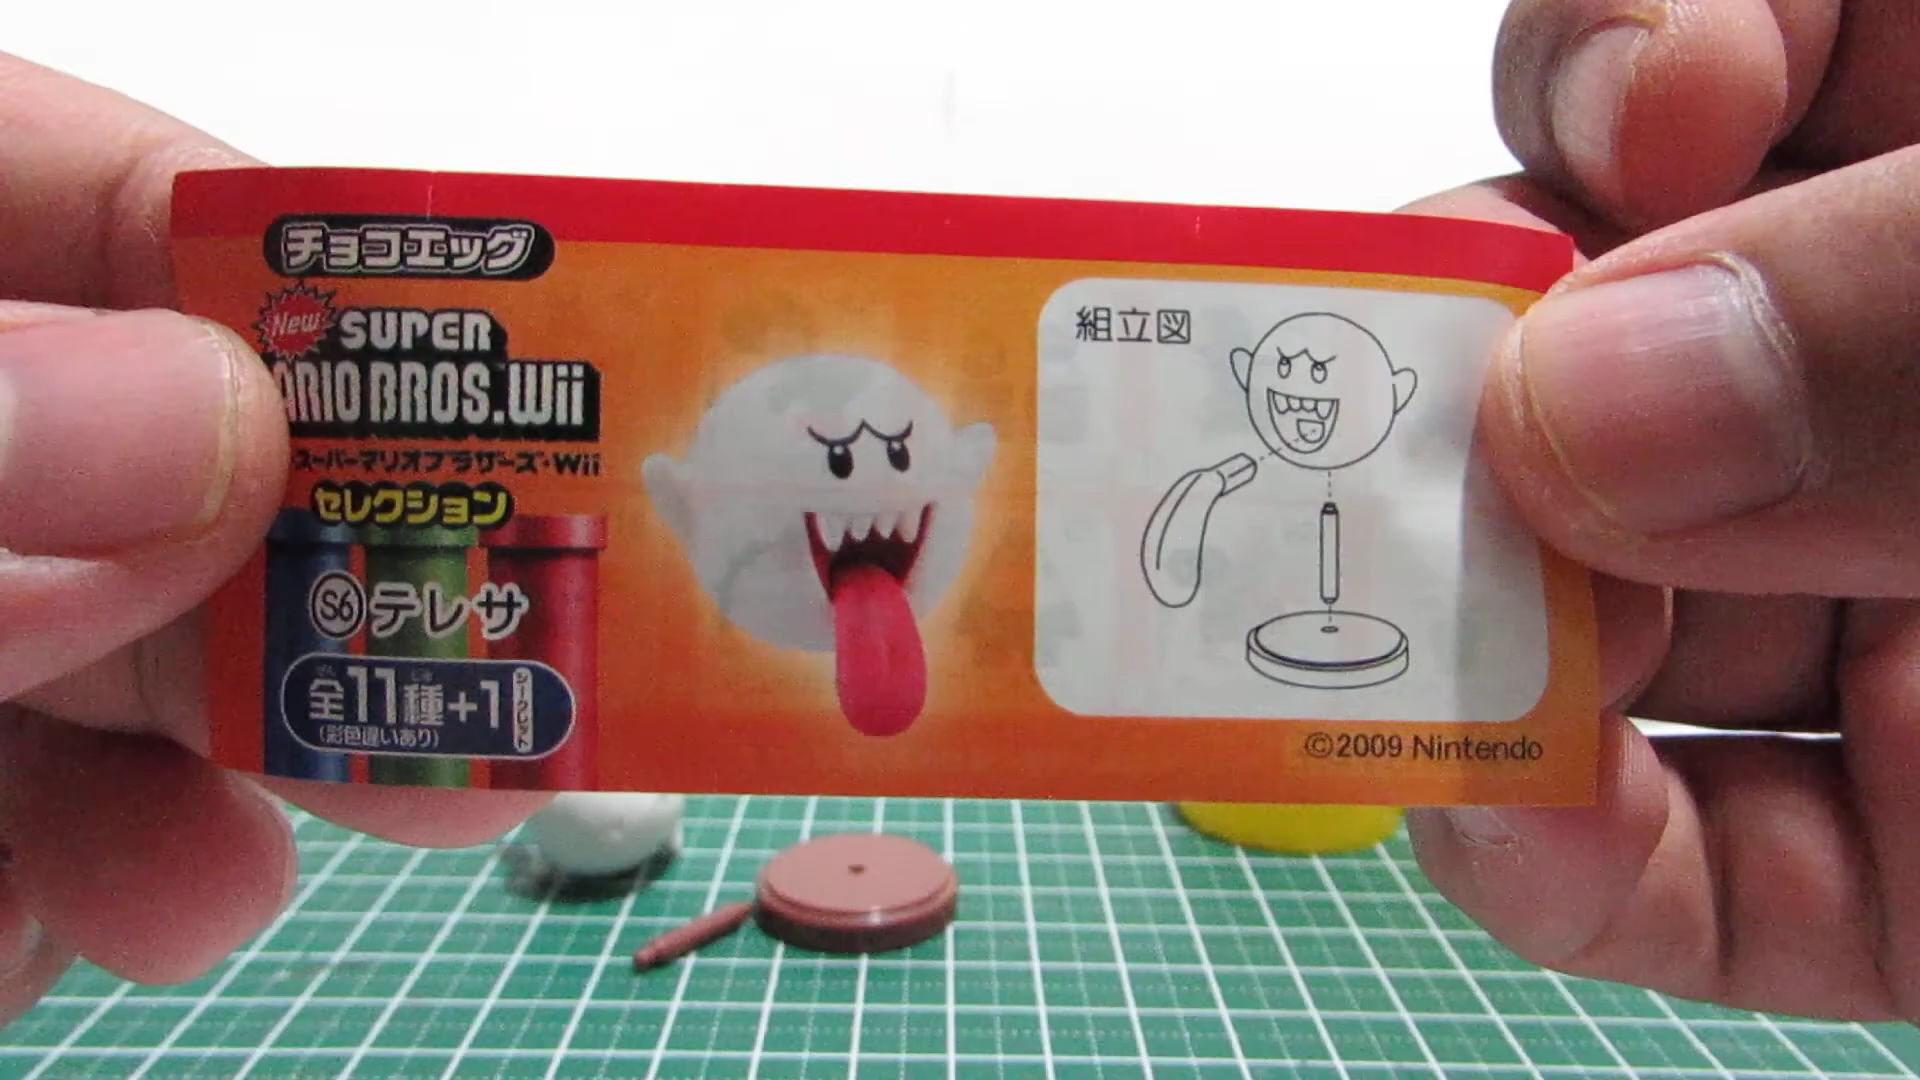 チョコエッグ
New SUPER
ARIO BROS. Wii
スーパーマリオブラザーズ・Wii
セレクション
S6 テレサ
全11種+1 シークレット
(彩色違いあり)
組立図
©2009 Nintendo